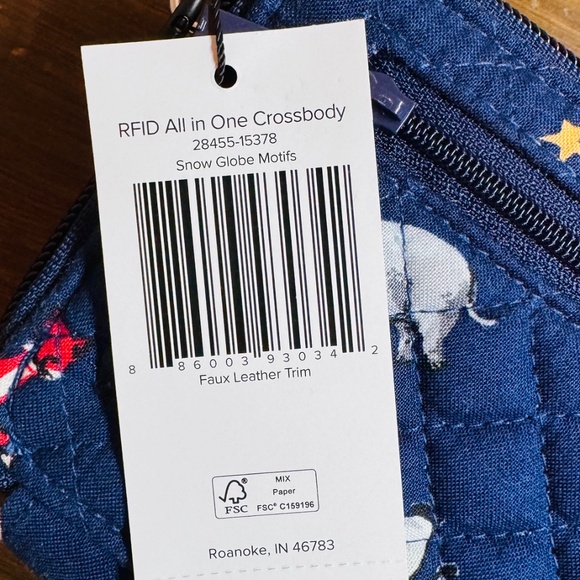 RFID All in One Crossbody
28455-15378
Snow Globe Motifs
8 86003 93034 2
Faux Leather Trim
FSC
MIX
Paper
FSC® C159196
Roanoke, IN 46783